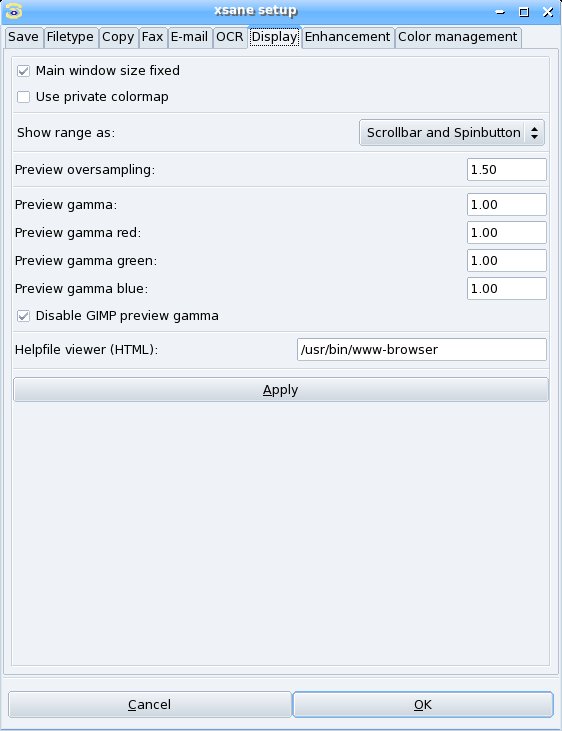 xsane setup
Save Filetype Copy Fax E-mail OCR Display Enhancement Color management
Main window size fixed
Use private colormap
Show range as: Scrollbar and Spinbutton
Preview oversampling: 1.50
Preview gamma: 1.00
Preview gamma red: 1.00
Preview gamma green: 1.00
Preview gamma blue: 1.00
Disable GIMP preview gamma
Helpfile viewer (HTML): /usr/bin/www-browser
Apply
Cancel OK